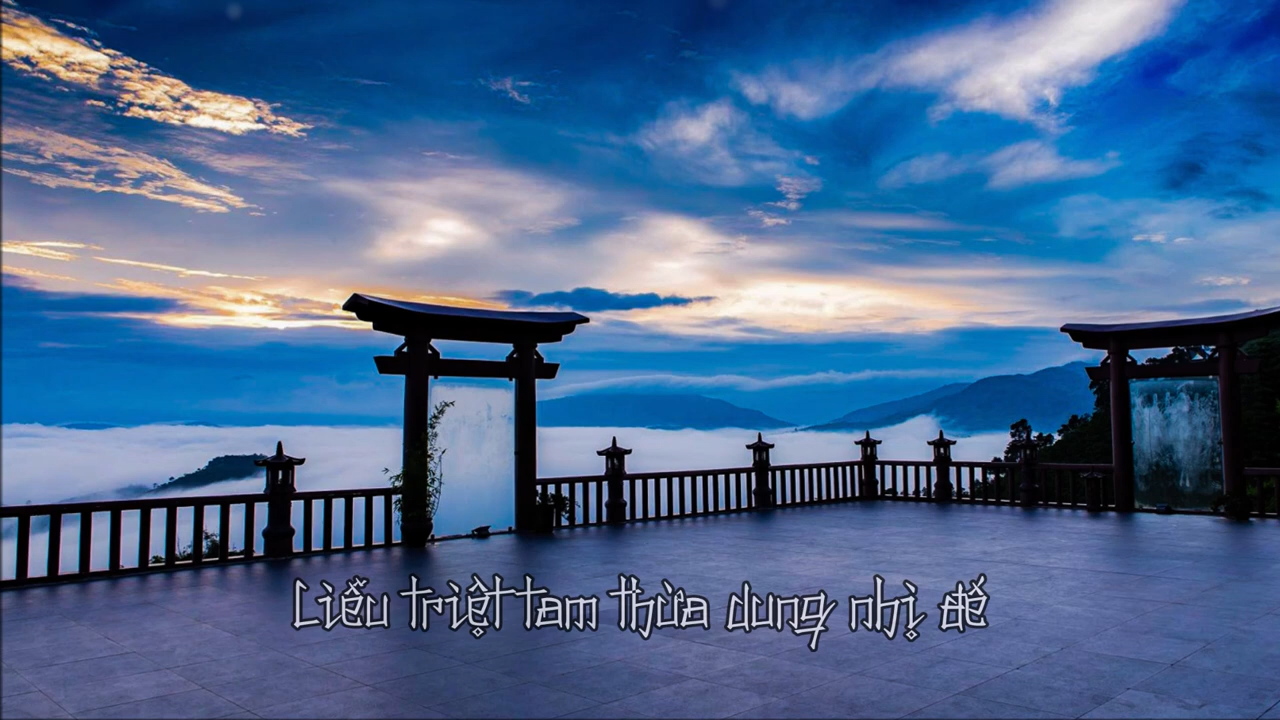 Liễu triệt tam thừa dung nhị đế